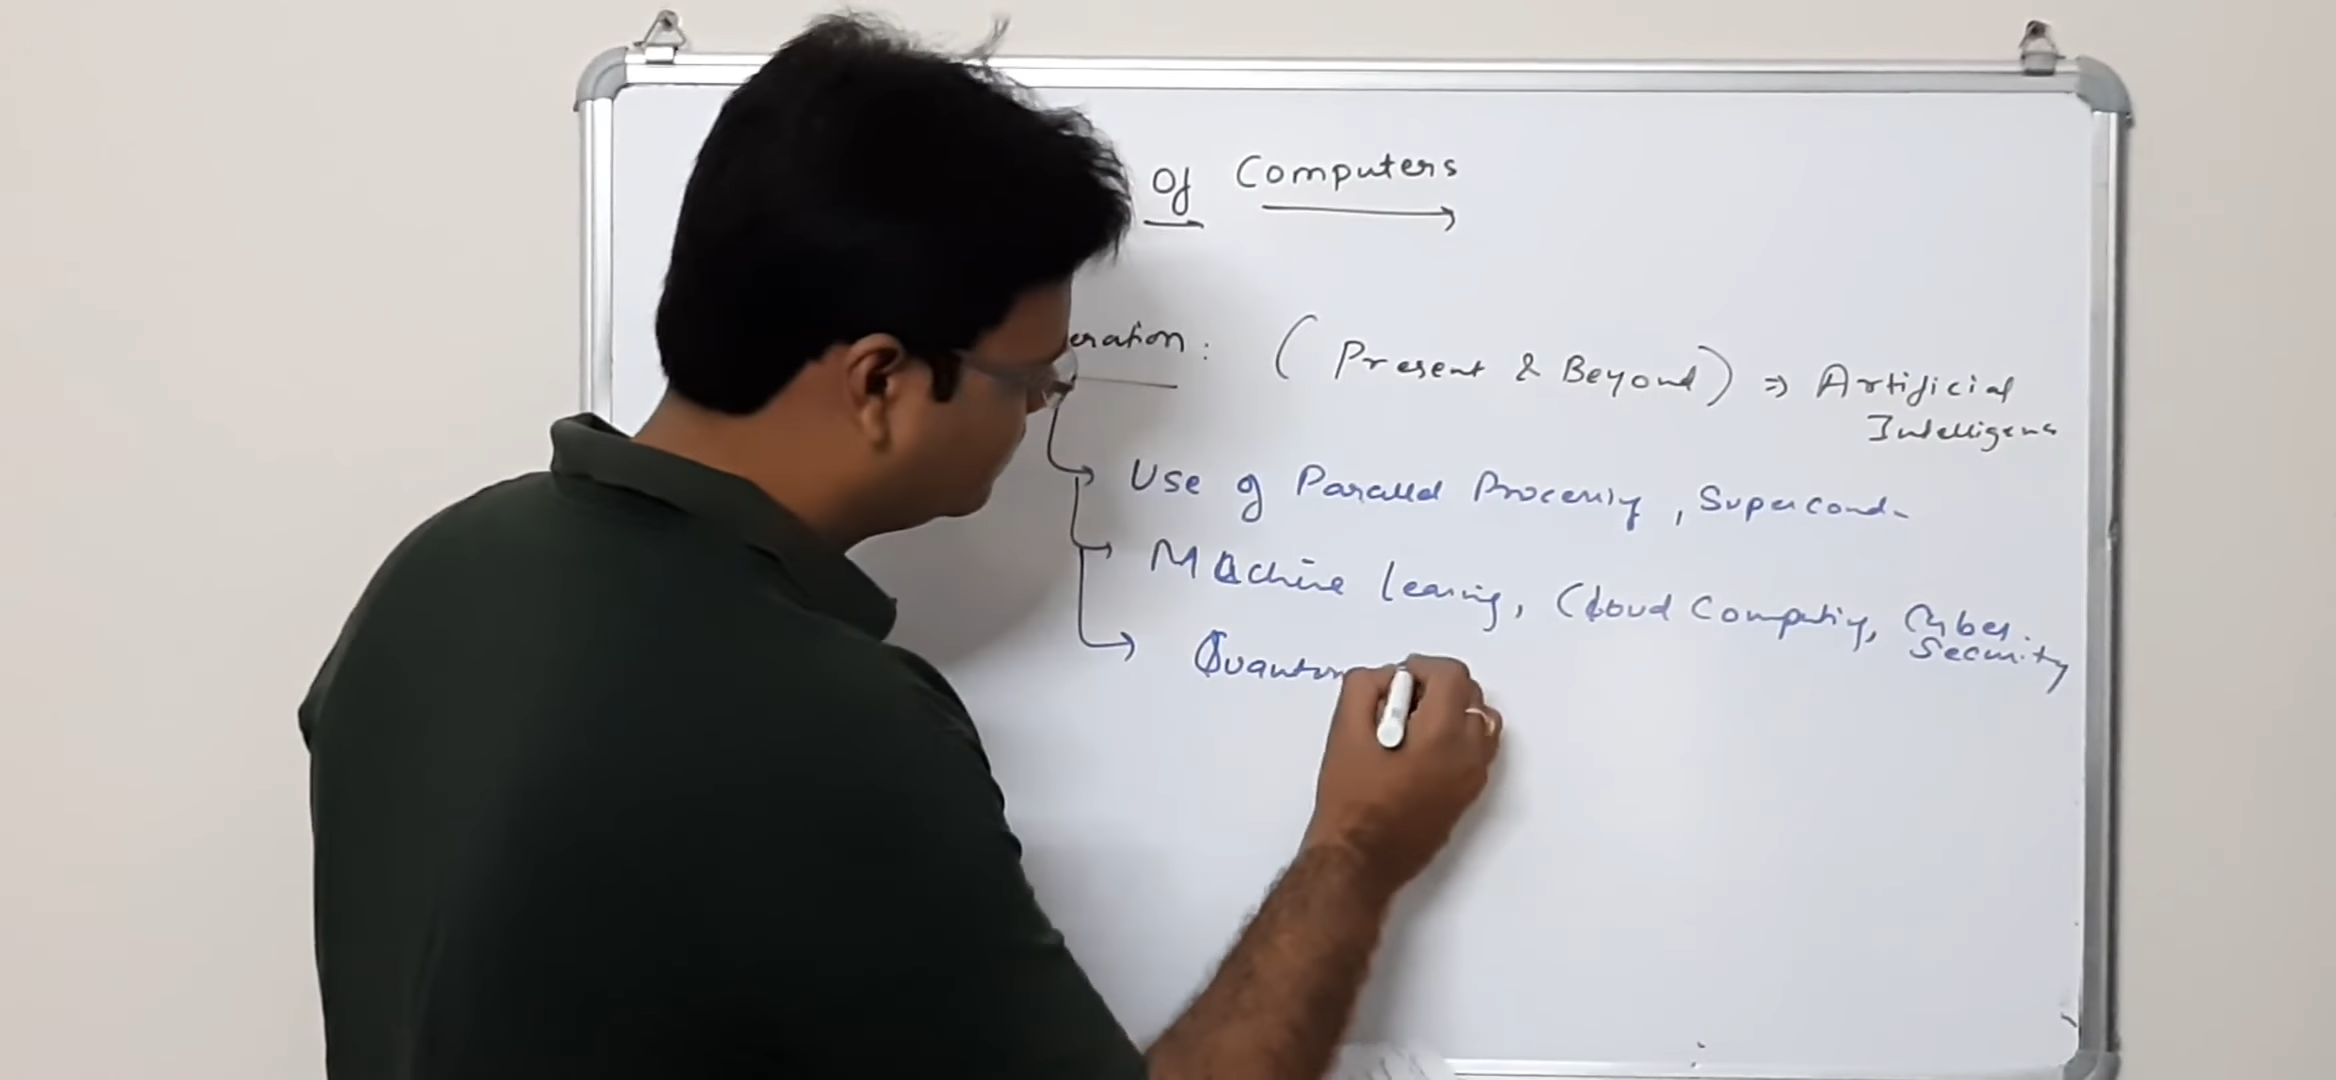 Of Computers
eration: (Present & Beyond) ⇒ Artificial
Intelligence
Use of Parallel Processing, Supercond-
Machine learning, Cloud Computing, Cyber
Security
Quantum